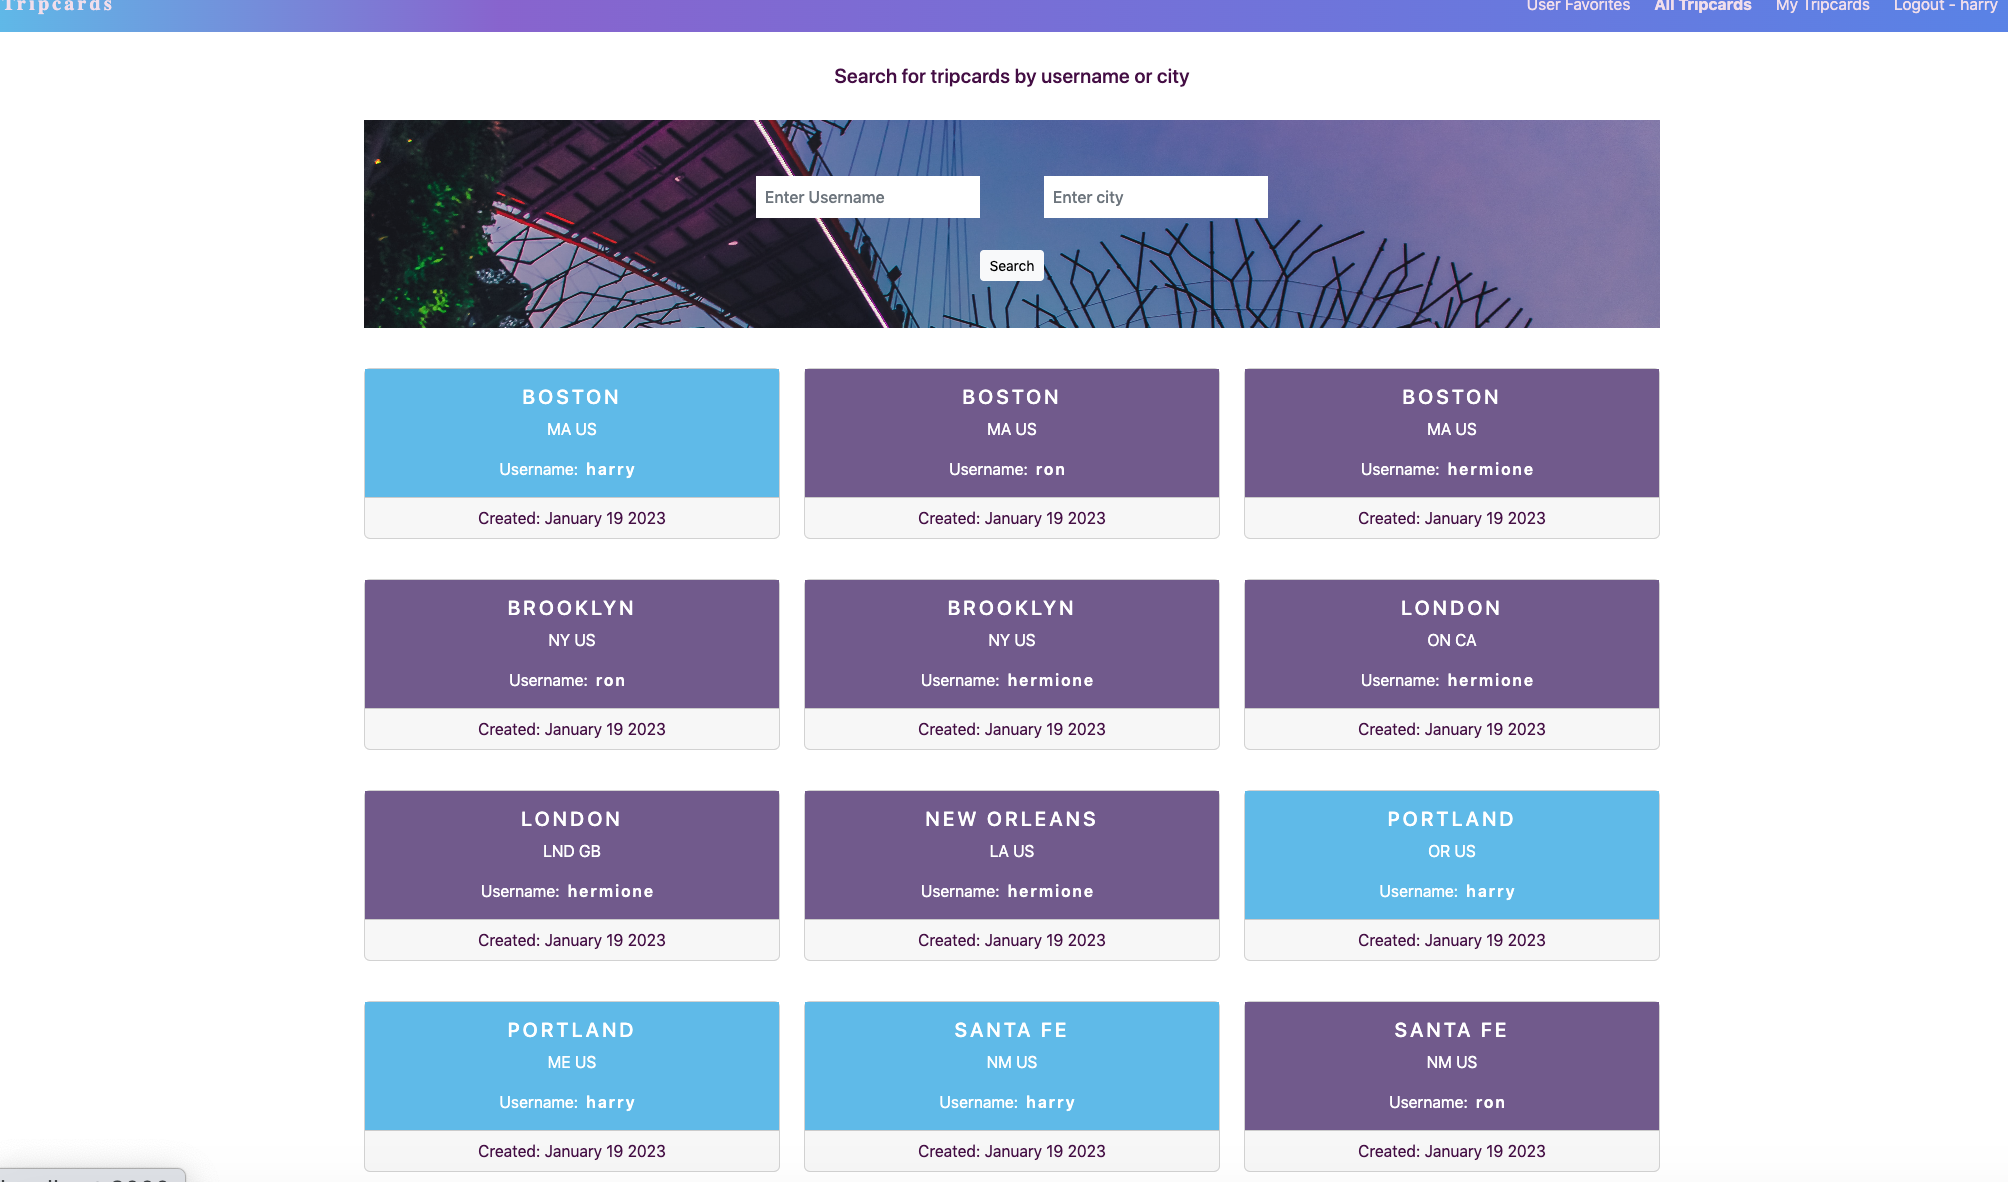 Tripcards
User Favorites All Tripcards My Tripcards Logout - harry
Search for tripcards by username or city
Enter Username Enter city
Search
BOSTON BOSTON BOSTON
MA US MA US MA US
Username: harry Username: ron Username: hermione
Created: January 19 2023 Created: January 19 2023 Created: January 19 2023
BROOKLYN BROOKLYN LONDON
NY US NY US ON CA
Username: ron Username: hermione Username: hermione
Created: January 19 2023 Created: January 19 2023 Created: January 19 2023
LONDON NEW ORLEANS PORTLAND
LND GB LA US OR US
Username: hermione Username: hermione Username: harry
Created: January 19 2023 Created: January 19 2023 Created: January 19 2023
PORTLAND SANTA FE SANTA FE
ME US NM US NM US
Username: harry Username: harry Username: ron
Created: January 19 2023 Created: January 19 2023 Created: January 19 2023